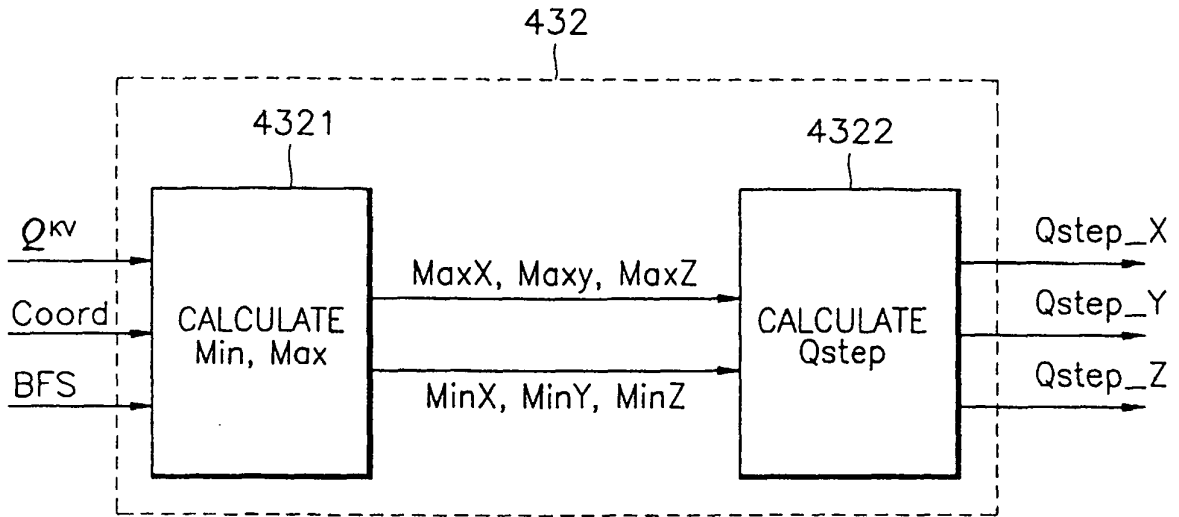 432
4321
4322
QKV
Coord
BFS
CALCULATE
Min, Max
MaxX, Maxy, MaxZ
MinX, MinY, MinZ
CALCULATE
Qstep
Qstep_X
Qstep_Y
Qstep_Z